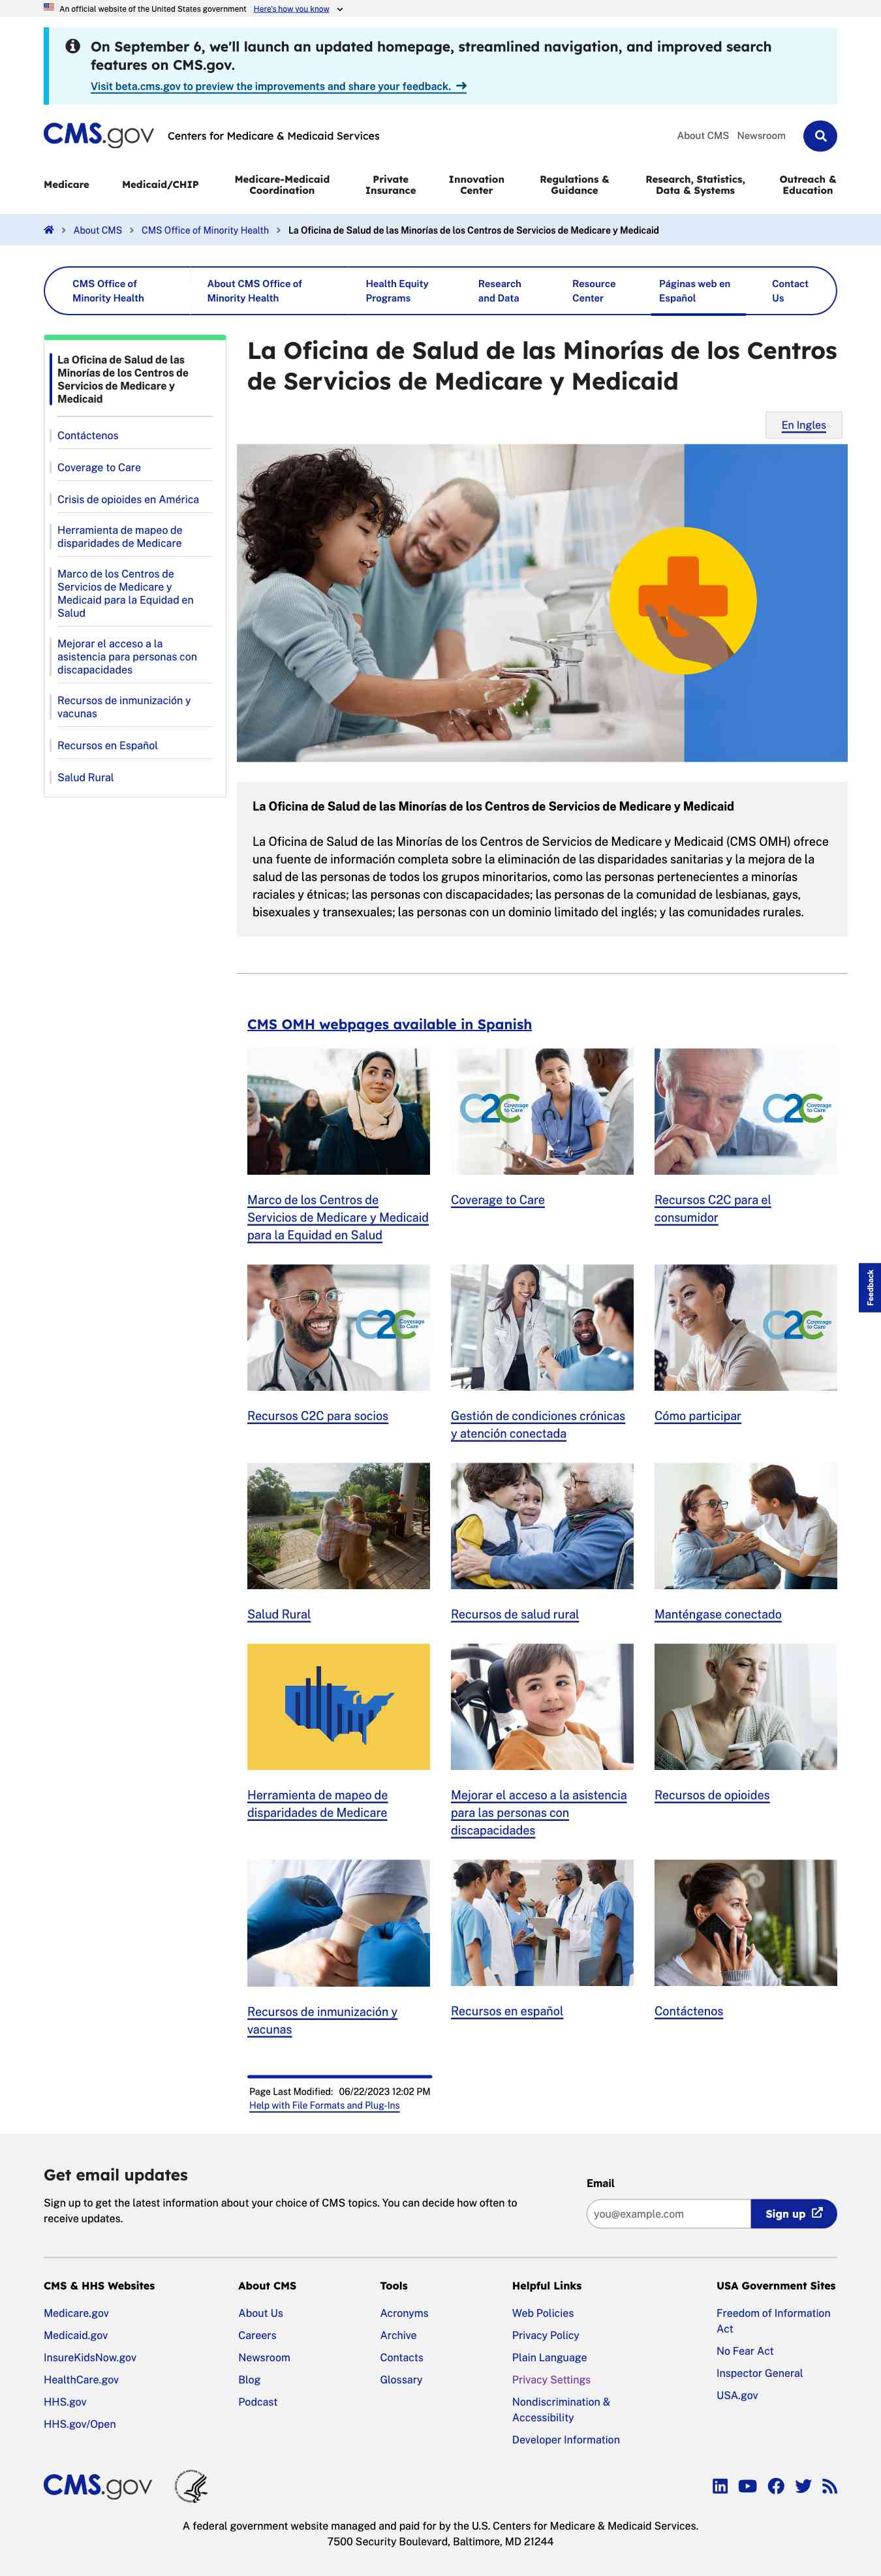 An official website of the United States government Here's how you know
On September 6, we'll launch an updated homepage, streamlined navigation, and improved search
features on CMS.gov.
Visit beta.cms.gov to preview the improvements and share your feedback.
CMS.gov Centers for Medicare & Medicaid Services
About CMS Newsroom
Medicare
Medicaid/CHIP
Medicare-Medicaid
Coordination
Private
Insurance
Innovation
Center
Regulations &
Guidance
Research, Statistics,
Data & Systems
Outreach &
Education
About CMS CMS Office of Minority Health La Oficina de Salud de las Minorías de los Centros de Servicios de Medicare y Medicaid
CMS Office of
Minority Health
About CMS Office of
Minority Health
Health Equity
Programs
Research
and Data
Resource
Center
Páginas web en
Español
Contact
Us
La Oficina de Salud de las
Minorías de los Centros de
Servicios de Medicare y
Medicaid
Contáctenos
Coverage to Care
Crisis de opioides en América
Herramienta de mapeo de
disparidades de Medicare
Marco de los Centros de
Servicios de Medicare y
Medicaid para la Equidad en
Salud
Mejorar el acceso a la
asistencia para personas con
discapacidades
Recursos de inmunización y
vacunas
Recursos en Español
Salud Rural
La Oficina de Salud de las Minorías de los Centros
de Servicios de Medicare y Medicaid
En Ingles
La Oficina de Salud de las Minorías de los Centros de Servicios de Medicare y Medicaid
La Oficina de Salud de las Minorías de los Centros de Servicios de Medicare y Medicaid (CMS OMH) ofrece
una fuente de información completa sobre la eliminación de las disparidades sanitarias y la mejora de la
salud de las personas de todos los grupos minoritarios, como las personas pertenecientes a minorías
raciales y étnicas; las personas con discapacidades; las personas de la comunidad de lesbianas, gays,
bisexuales y transexuales; las personas con un dominio limitado del inglés; y las comunidades rurales.
CMS OMH webpages available in Spanish
C2C Coverage
to Care
C2C Coverage
to Care
Marco de los Centros de
Servicios de Medicare y Medicaid
para la Equidad en Salud
Coverage to Care
Recursos C2C para el
consumidor
Feedback
C2C Coverage
to Care
C2C Coverage
to Care
Recursos C2C para socios
Gestión de condiciones crónicas
y atención conectada
Cómo participar
Salud Rural
Recursos de salud rural
Manténgase conectado
Herramienta de mapeo de
disparidades de Medicare
Mejorar el acceso a la asistencia
para las personas con
discapacidades
Recursos de opioides
Recursos de inmunización y
vacunas
Recursos en español
Contáctenos
Page Last Modified: 06/22/2023 12:02 PM
Help with File Formats and Plug-Ins
Get email updates
Sign up to get the latest information about your choice of CMS topics. You can decide how often to
receive updates.
Email
you@example.com
Sign up
CMS & HHS Websites
Medicare.gov
Medicaid.gov
InsureKidsNow.gov
HealthCare.gov
HHS.gov
HHS.gov/Open
About CMS
About Us
Careers
Newsroom
Blog
Podcast
Tools
Acronyms
Archive
Contacts
Glossary
Helpful Links
Web Policies
Privacy Policy
Plain Language
Privacy Settings
Nondiscrimination &
Accessibility
Developer Information
USA Government Sites
Freedom of Information
Act
No Fear Act
Inspector General
USA.gov
CMS.gov
A federal government website managed and paid for by the U.S. Centers for Medicare & Medicaid Services.
7500 Security Boulevard, Baltimore, MD 21244